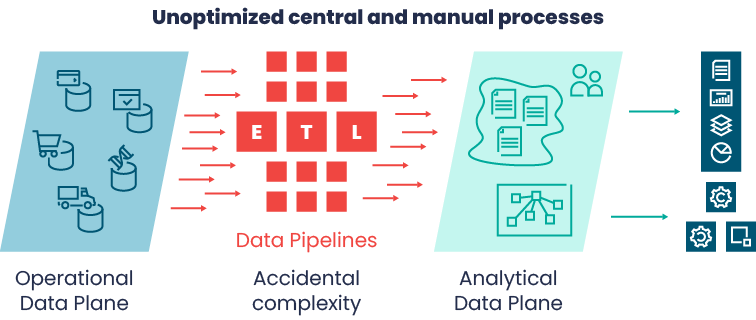 Unoptimized central and manual processes
E T L
Data Pipelines
Operational
Data Plane
Accidental
complexity
Analytical
Data Plane